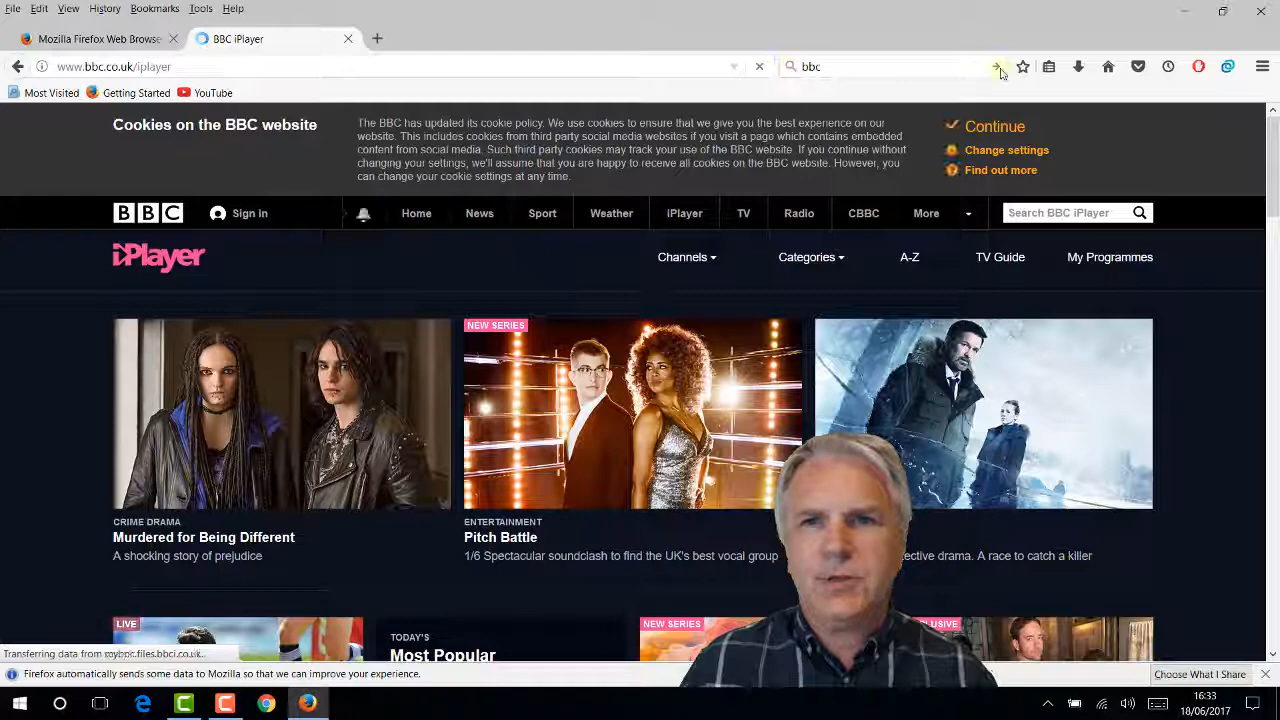 File Edit View History Bookmarks Tools Help
Mozilla Firefox Web Browse
BBC iPlayer
www.bbc.co.uk/iplayer
bbc
Most Visited Getting Started YouTube
Cookies on the BBC website
The BBC has updated its cookie policy. We use cookies to ensure that we give you the best experience on our
website. This includes cookies from third party social media websites if you visit a page which contains embedded
content from social media. Such third party cookies may track your use of the BBC website. If you continue without
changing your settings, we'll assume that you are happy to receive all cookies on the BBC website. However, you
can change your cookie settings at any time.
Continue
Change settings
Find out more
BBC Sign in Home News Sport Weather iPlayer TV Radio CBBC More Search BBC iPlayer
iPlayer Channels Categories A-Z TV Guide My Programmes
NEW SERIES
CRIME DRAMA
Murdered for Being Different
A shocking story of prejudice
ENTERTAINMENT
Pitch Battle
1/6 Spectacular soundclash to find the UK's best vocal group
drama. A race to catch a killer
LIVE
TODAY'S
Most Popular
NEW SERIES
Transferring data from mybbc.files.bbci.co.uk...
Firefox automatically sends some data to Mozilla so that we can improve your experience.
Choose What I Share
16:33
18/06/2017